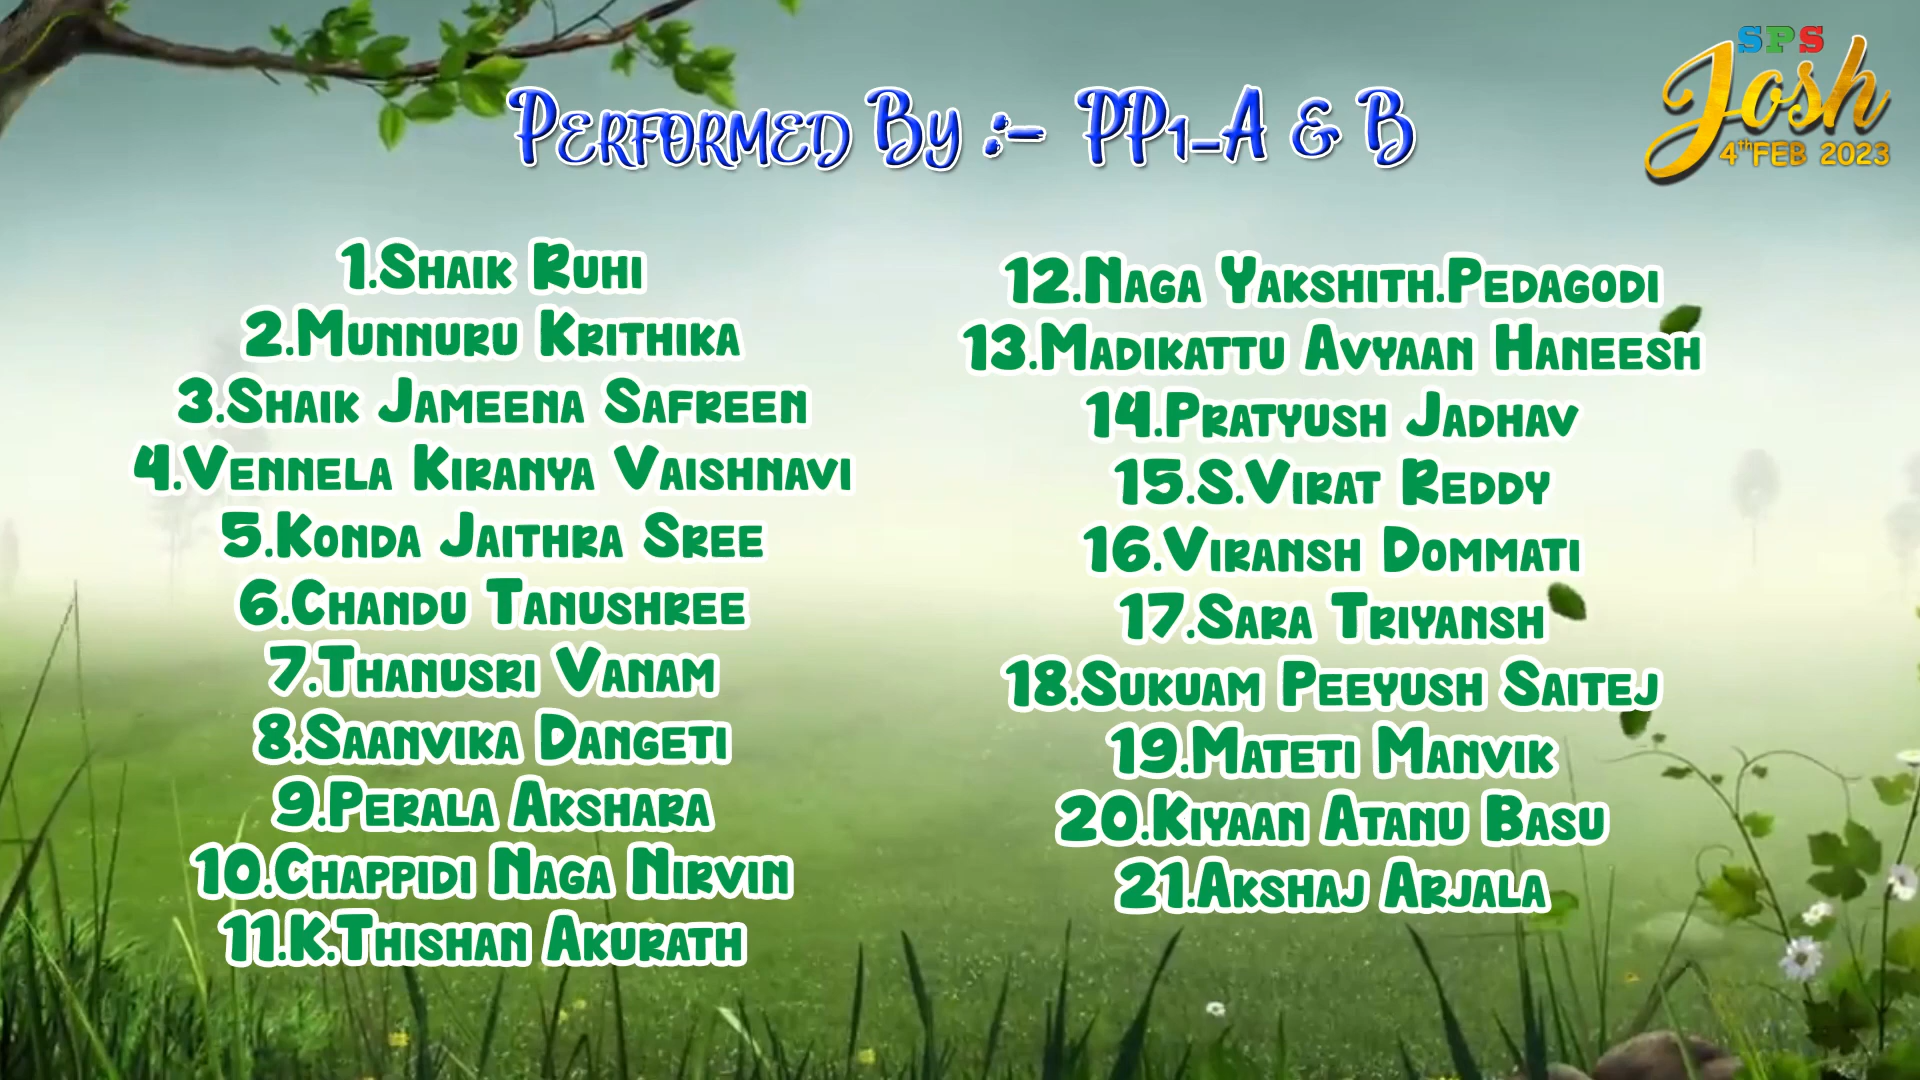 SPS
Josh
4th FEB 2023
Performed By :- PP1-A & B
1.Shaik Ruhi
2.Munnuru Krithika
3.Shaik Jameena Safreen
4.Vennela Kiranya Vaishnavi
5.Konda Jaithra Sree
6.Chandu Tanushree
7.Thanusri Vanam
8.Saanvika Dangeti
9.Perala Akshara
10.Chappidi Naga Nirvin
11.K.Thishan Akurath
12.Naga Yakshith.Pedagodi
13.Madikattu Avyaan Haneesh
14.Pratyush Jadhav
15.S.Virat Reddy
16.Viransh Dommati
17.Sara Triyansh
18.Sukuam Peeyush Saitej
19.Mateti Manvik
20.Kiyaan Atanu Basu
21.Akshaj Arjala